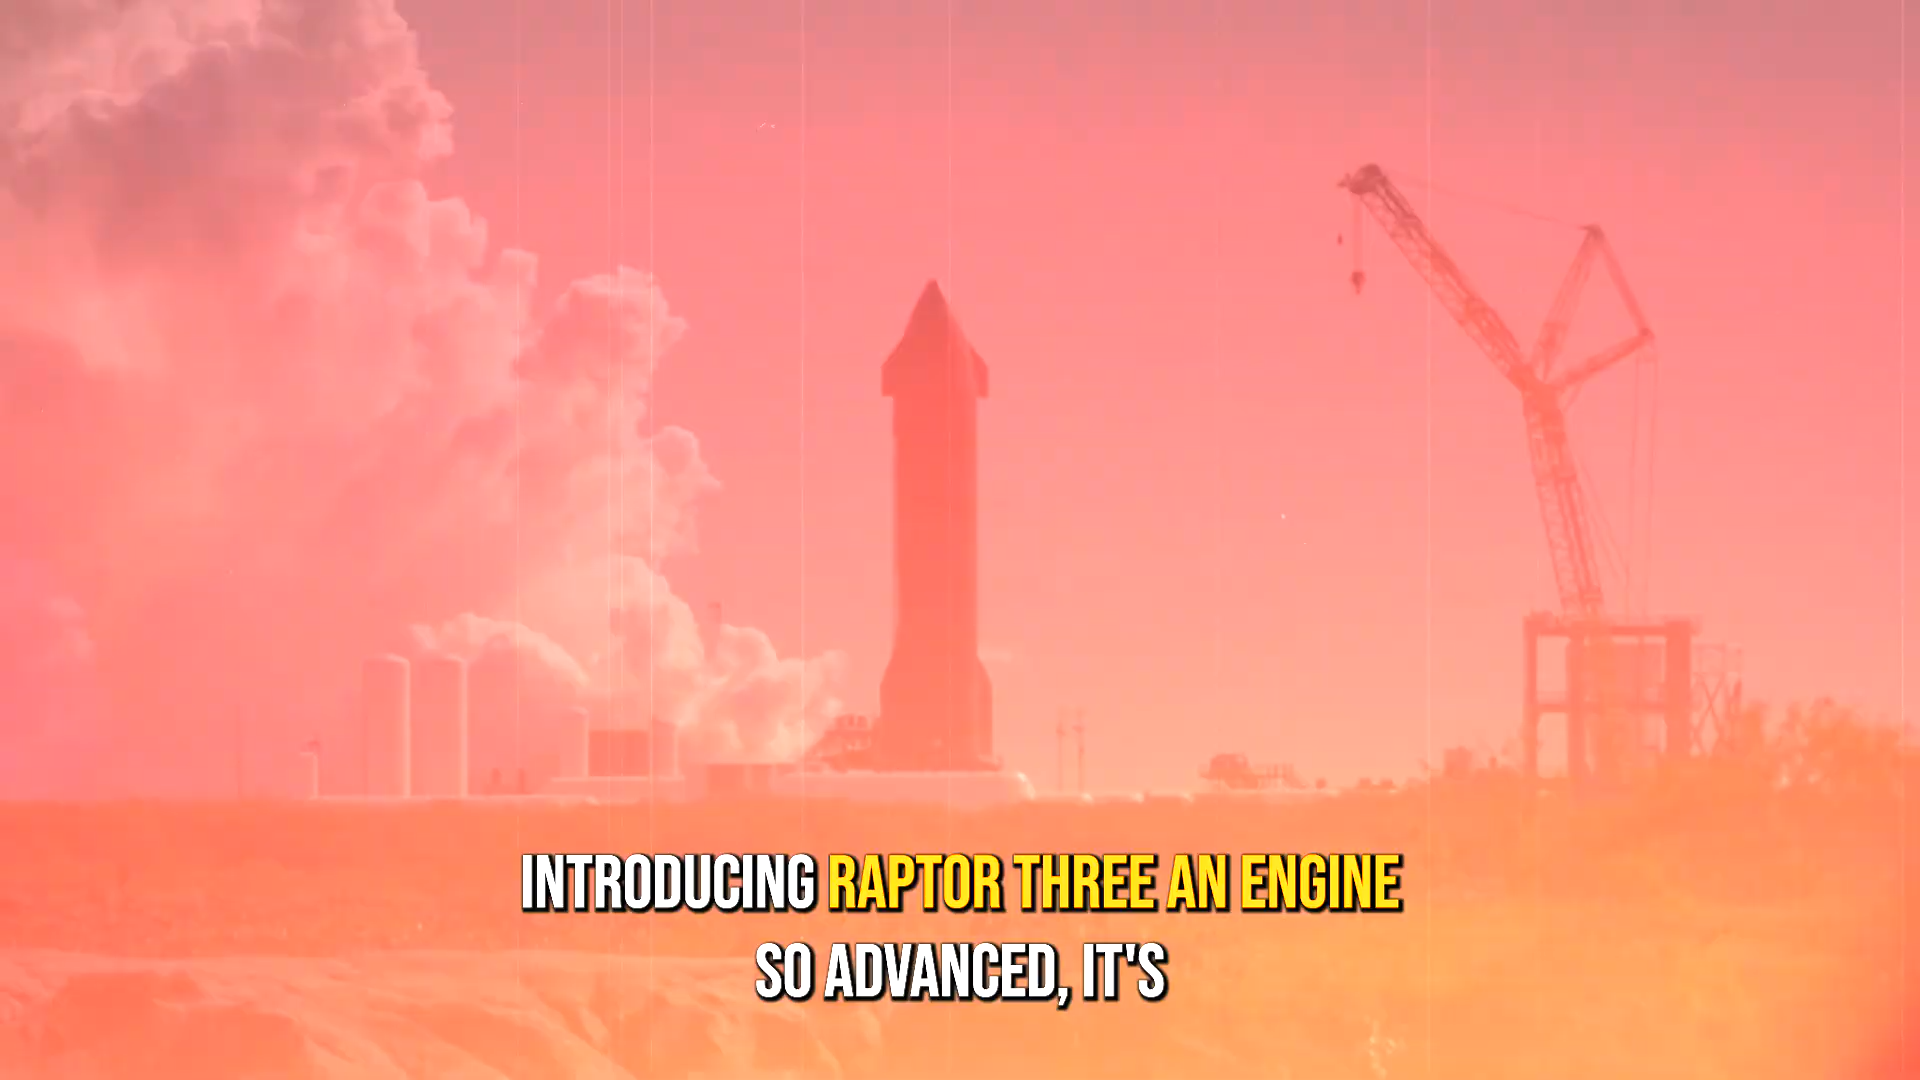 INTRODUCING RAPTOR THREE AN ENGINE
SO ADVANCED, IT'S